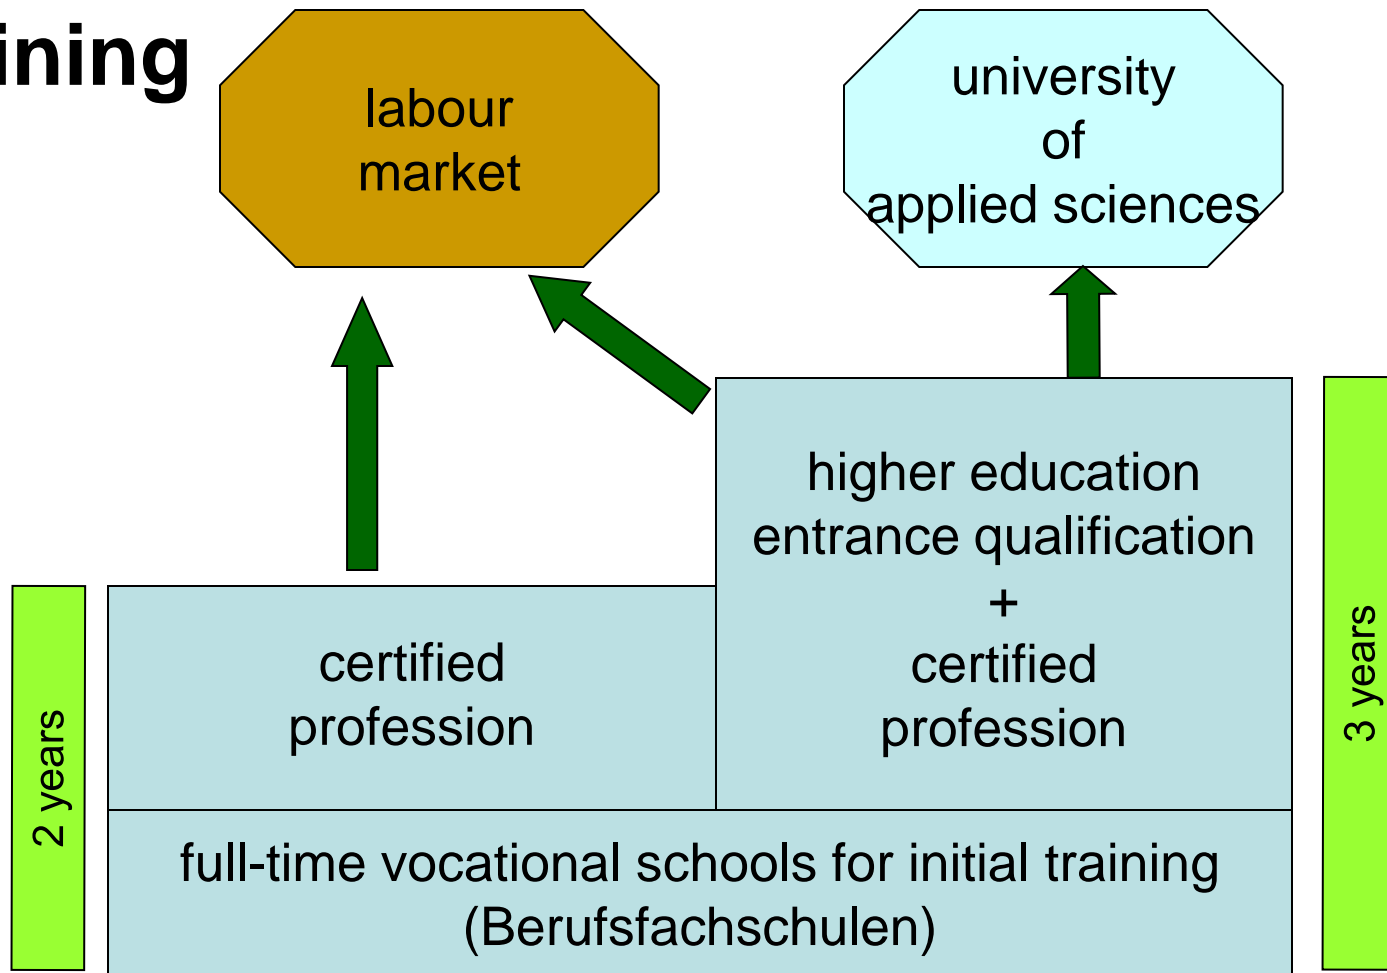 ining
labour
market
university
of
applied sciences
higher education
entrance qualification
+
certified
profession
certified
profession
2 years
3 years
full-time vocational schools for initial training
(Berufsfachschulen)